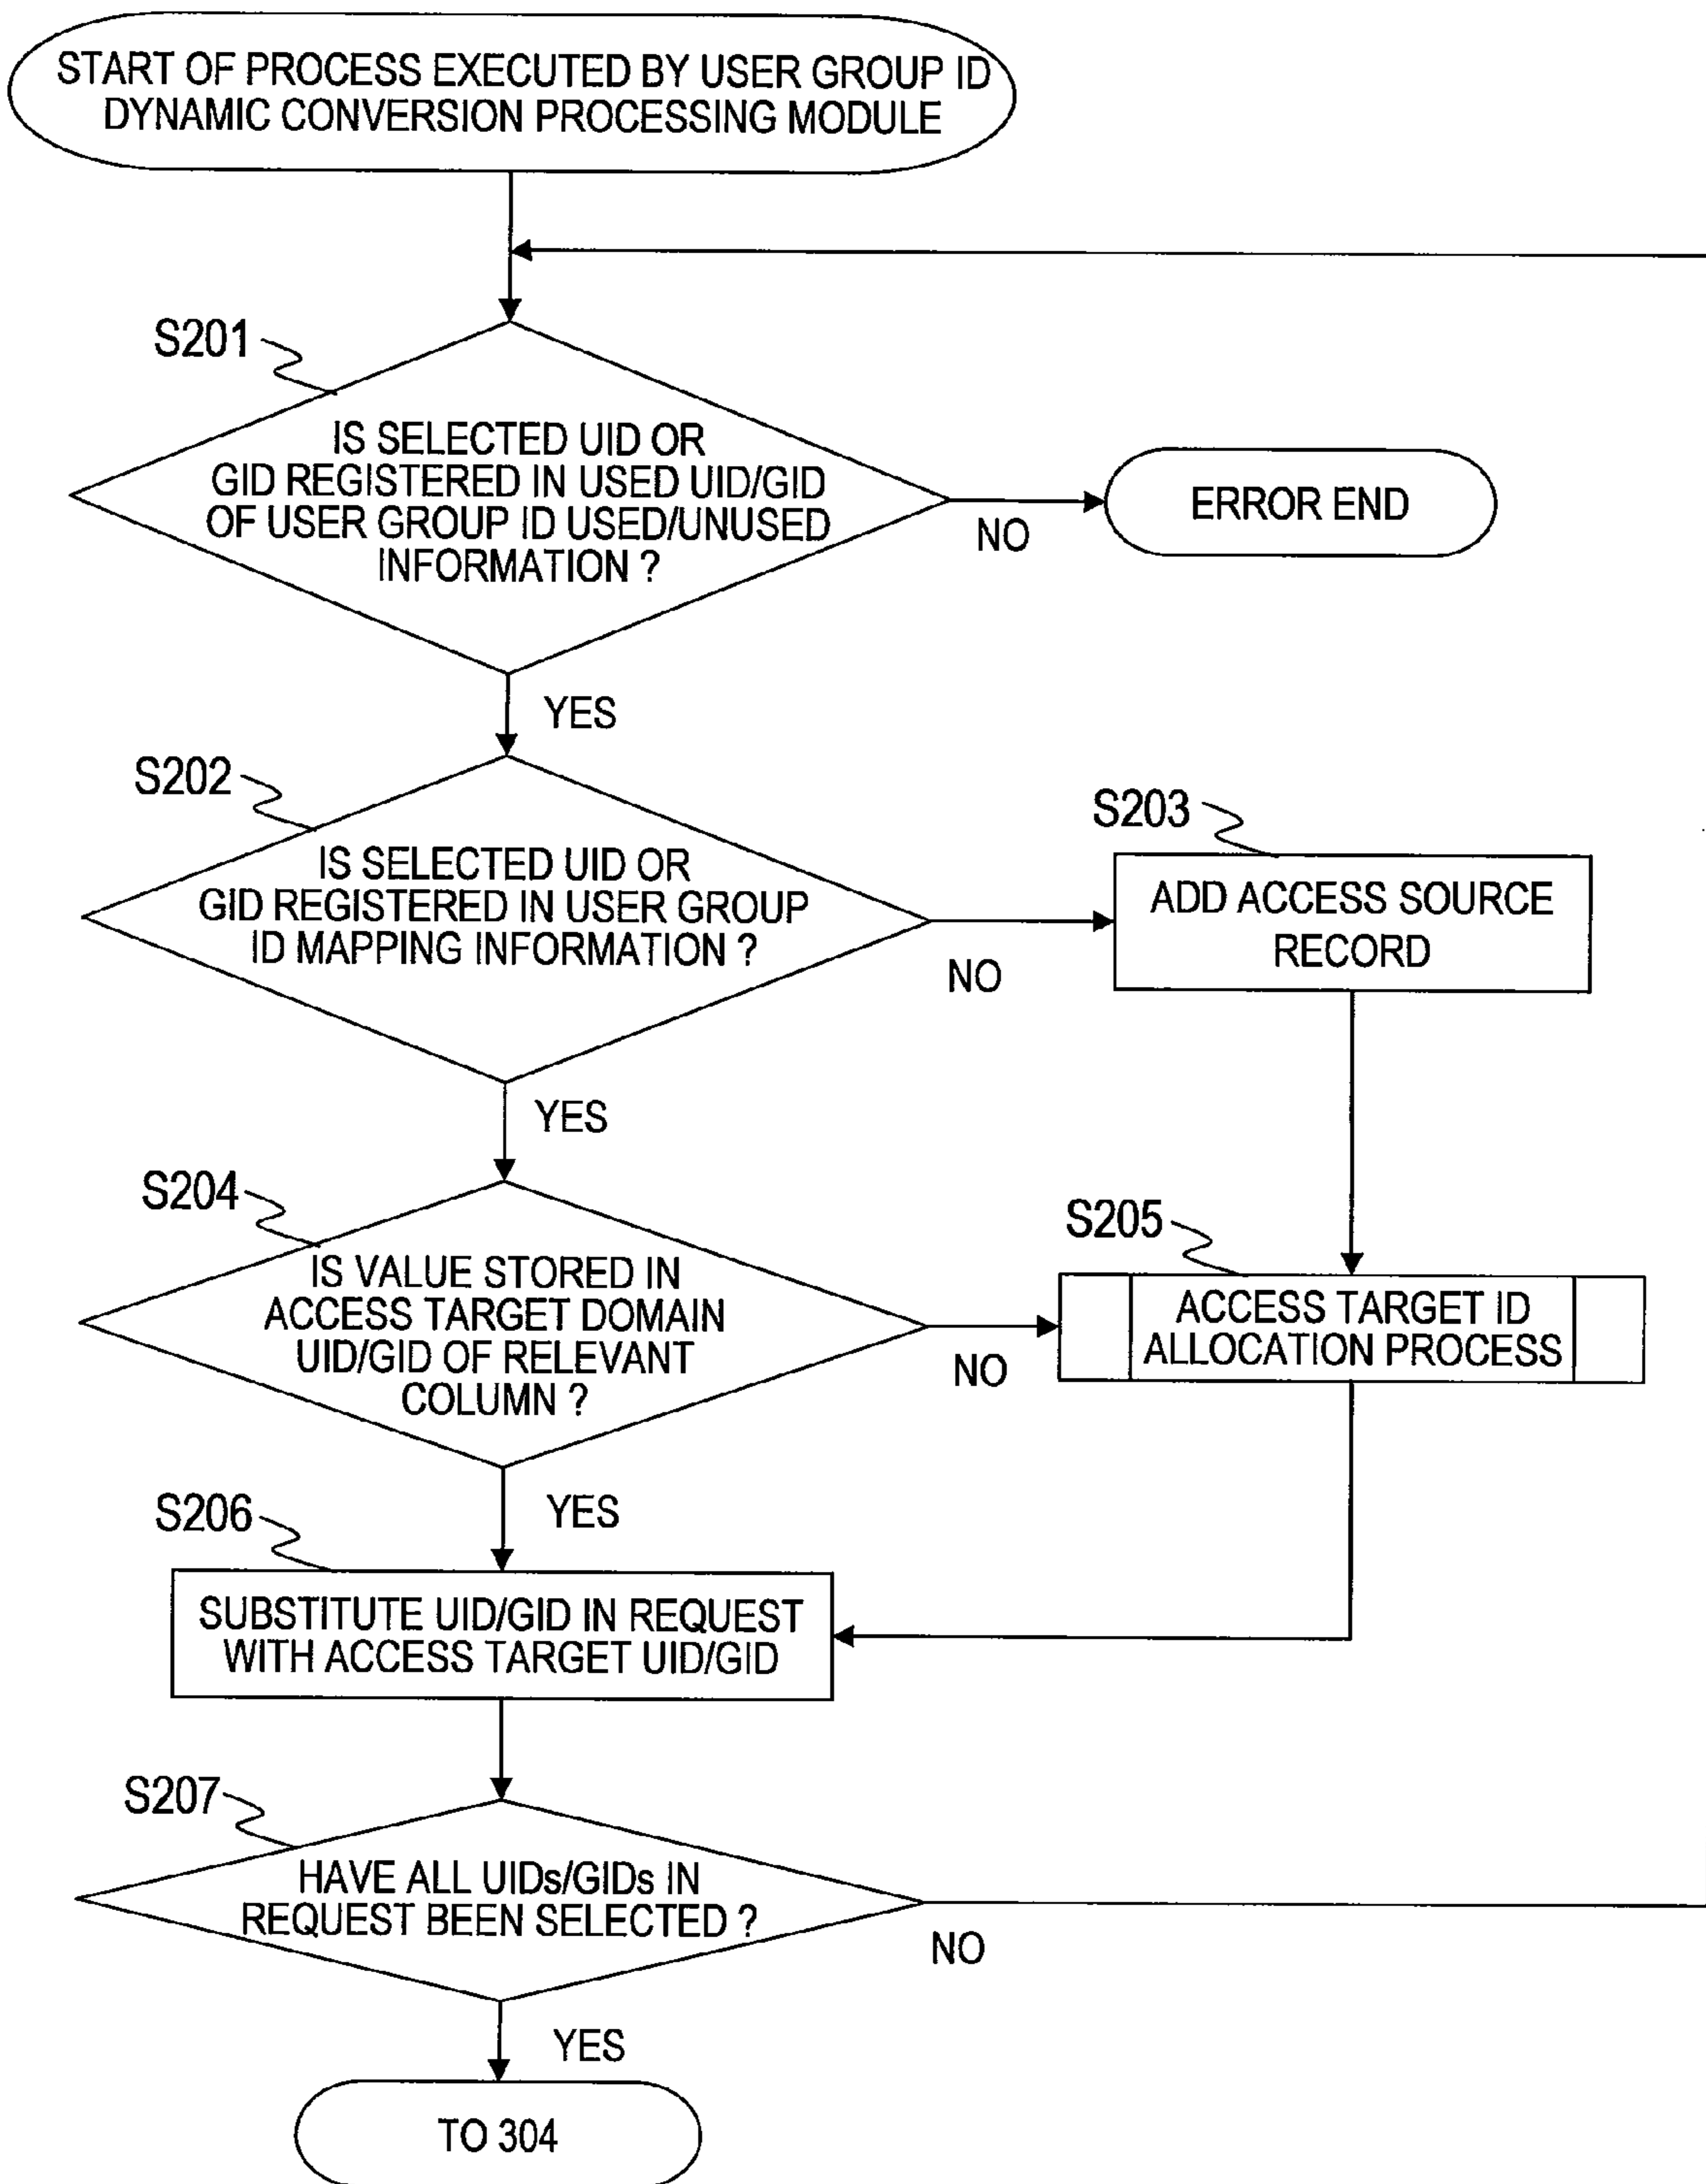 START OF PROCESS EXECUTED BY USER GROUP ID
DYNAMIC CONVERSION PROCESSING MODULE
S201
IS SELECTED UID OR
GID REGISTERED IN USED UID/GID
OF USER GROUP ID USED/UNUSED
INFORMATION ?
NO
ERROR END
YES
S202
IS SELECTED UID OR
GID REGISTERED IN USER GROUP
ID MAPPING INFORMATION ?
NO
S203
ADD ACCESS SOURCE
RECORD
YES
S204
IS VALUE STORED IN
ACCESS TARGET DOMAIN
UID/GID OF RELEVANT
COLUMN ?
NO
S205
ACCESS TARGET ID
ALLOCATION PROCESS
YES
S206
SUBSTITUTE UID/GID IN REQUEST
WITH ACCESS TARGET UID/GID
S207
HAVE ALL UIDs/GIDs IN
REQUEST BEEN SELECTED ?
NO
YES
TO 304